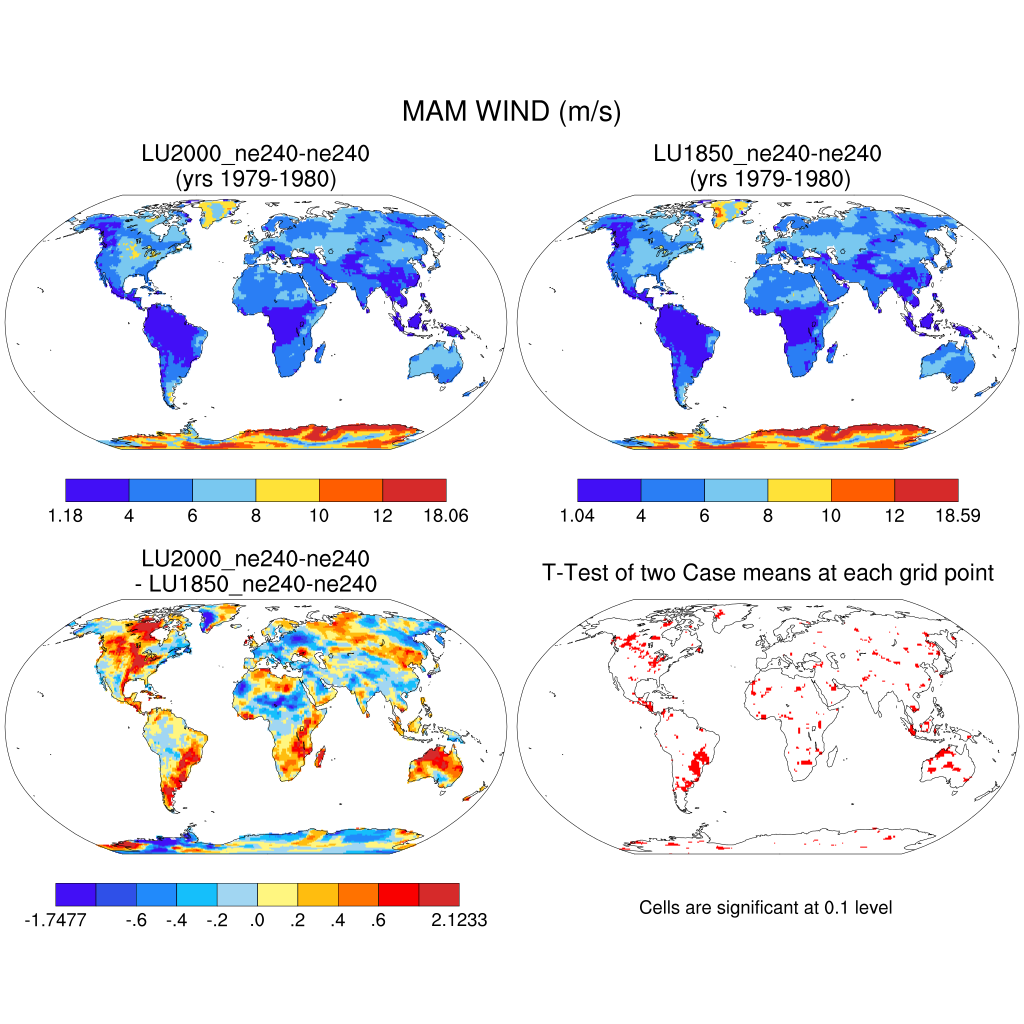 MAM WIND (m/s)
LU2000_ne240-ne240
(yrs 1979-1980)
LU1850_ne240-ne240
(yrs 1979-1980)
1.18 4 6 8 10 12 18.06
1.04 4 6 8 10 12 18.59
LU2000_ne240-ne240
- LU1850_ne240-ne240
T-Test of two Case means at each grid point
-1.7477 -.6 -.4 -.2 .0 .2 .4 .6 2.1233
Cells are significant at 0.1 level